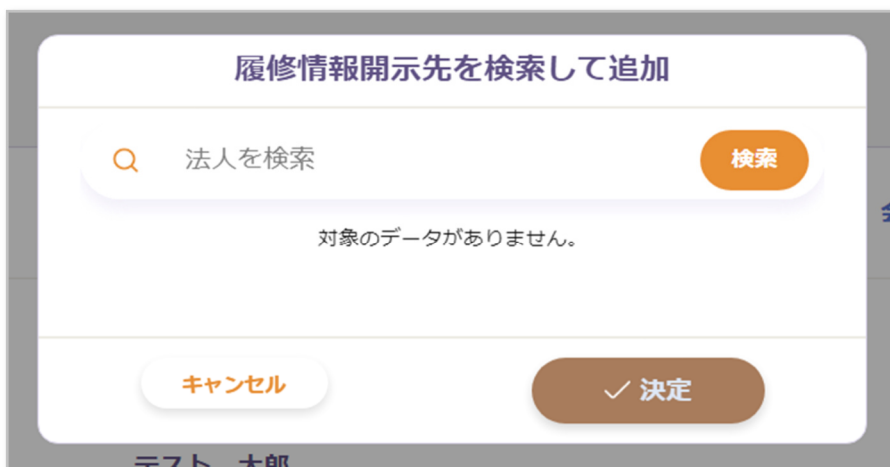 履修情報開示先を検索して追加
法人を検索
検索
対象のデータがありません。
キャンセル
決定
テスト 太郎